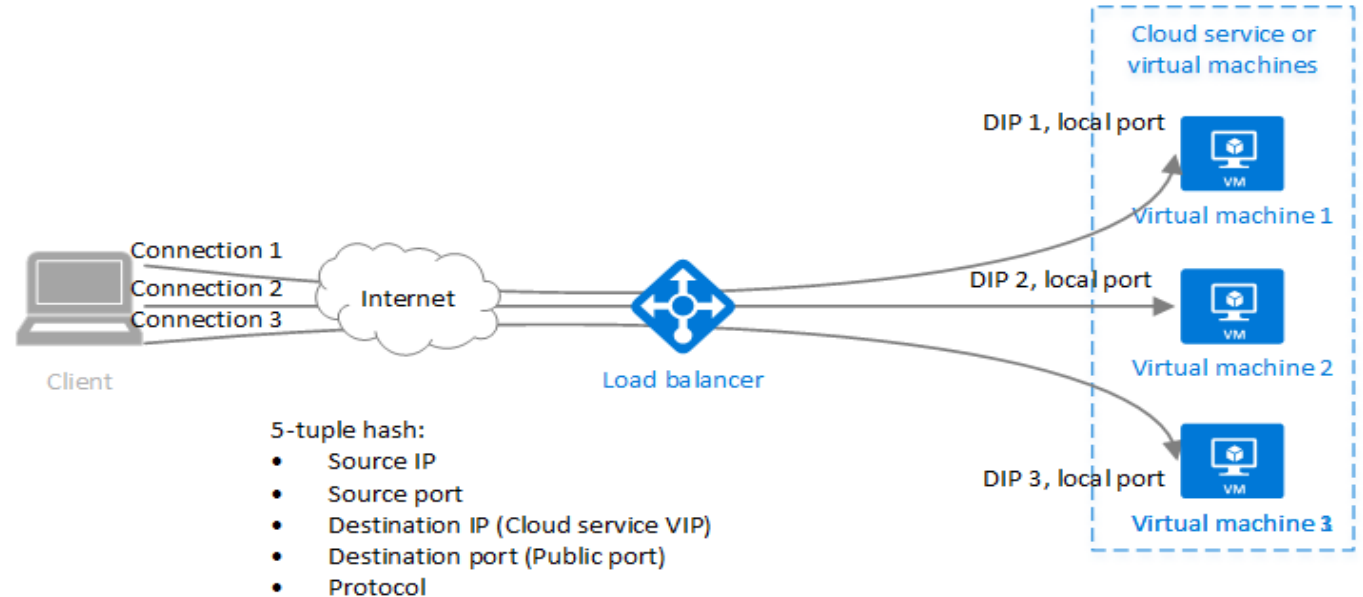 Cloud service or
virtual machines
DIP 1, local port
VM
Virtual machine 1
Connection 1
Connection 2
Connection 3
Internet
DIP 2, local port
VM
Virtual machine 2
Client
Load balancer
5-tuple hash:
• Source IP
• Source port
• Destination IP (Cloud service VIP)
• Destination port (Public port)
• Protocol
DIP 3, local port
VM
Virtual machine